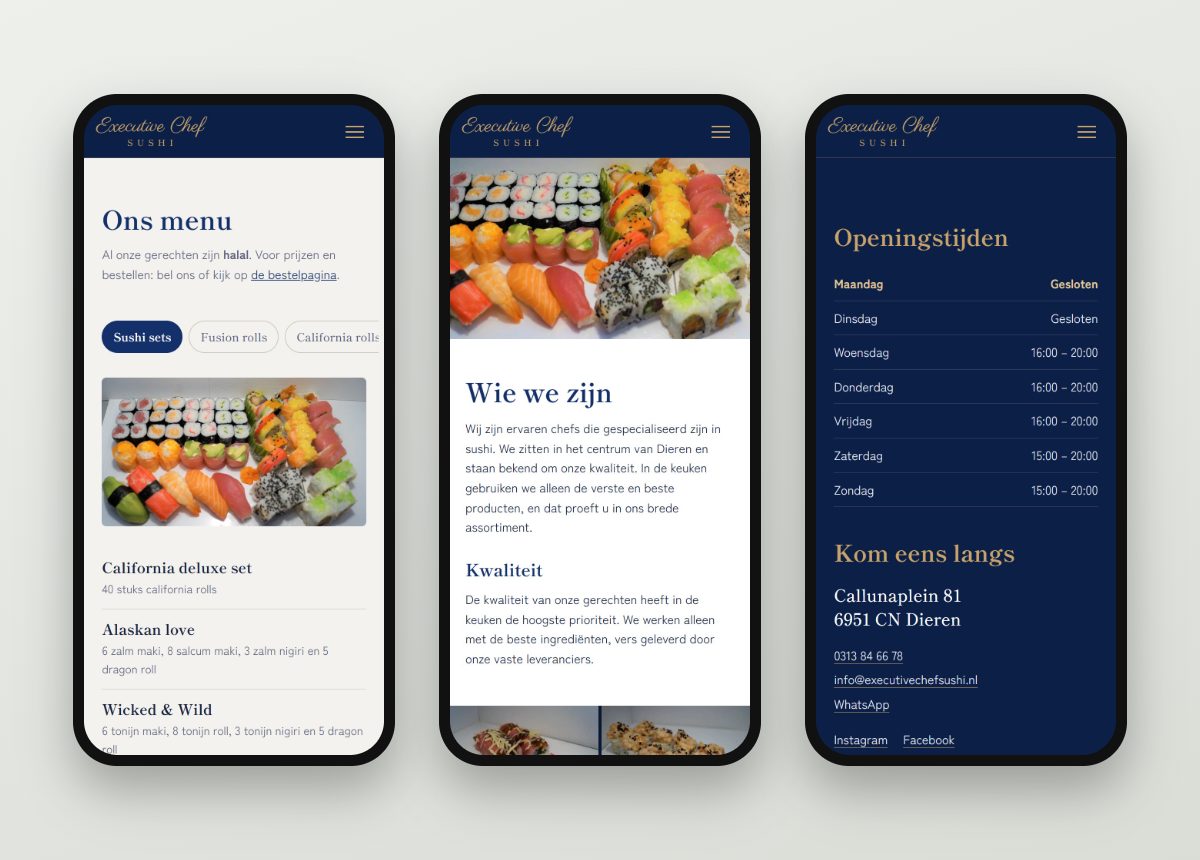 Executive Chef
SUSHI
Ons menu
Al onze gerechten zijn halal. Voor prijzen en
bestellen: bel ons of kijk op de bestelpagina.
Sushi sets
Fusion rolls
California rolls
California deluxe set
40 stuks california rolls
Alaskan love
6 zalm maki, 8 salcum maki, 3 zalm nigiri en 5
dragon roll
Wicked & Wild
6 tonijn maki, 8 tonijn roll, 3 tonijn nigiri en 5 dragon
roll
Executive Chef
SUSHI
Wie we zijn
Wij zijn ervaren chefs die gespecialiseerd zijn in
sushi. We zitten in het centrum van Dieren en
staan bekend om onze kwaliteit. In de keuken
gebruiken we alleen de verste en beste
producten, en dat proeft u in ons brede
assortiment.
Kwaliteit
De kwaliteit van onze gerechten heeft in de
keuken de hoogste prioriteit. We werken alleen
met de beste ingrediënten, vers geleverd door
onze vaste leveranciers.
Executive Chef
SUSHI
Openingstijden
Maandag Gesloten
Dinsdag Gesloten
Woensdag 16:00 – 20:00
Donderdag 16:00 – 20:00
Vrijdag 16:00 – 20:00
Zaterdag 15:00 – 20:00
Zondag 15:00 – 20:00
Kom eens langs
Callunaplein 81
6951 CN Dieren
0313 84 66 78
info@executivechefsushi.nl
WhatsApp
Instagram Facebook